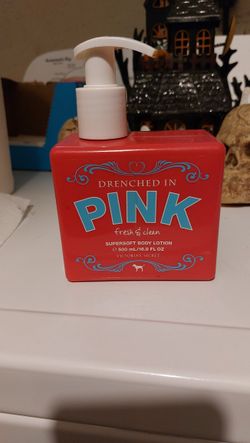 DRENCHED IN
PINK
fresh & clean
SUPERSOFT BODY LOTION
℮ 500 mL/16.9 FL OZ
VICTORIA'S SECRET